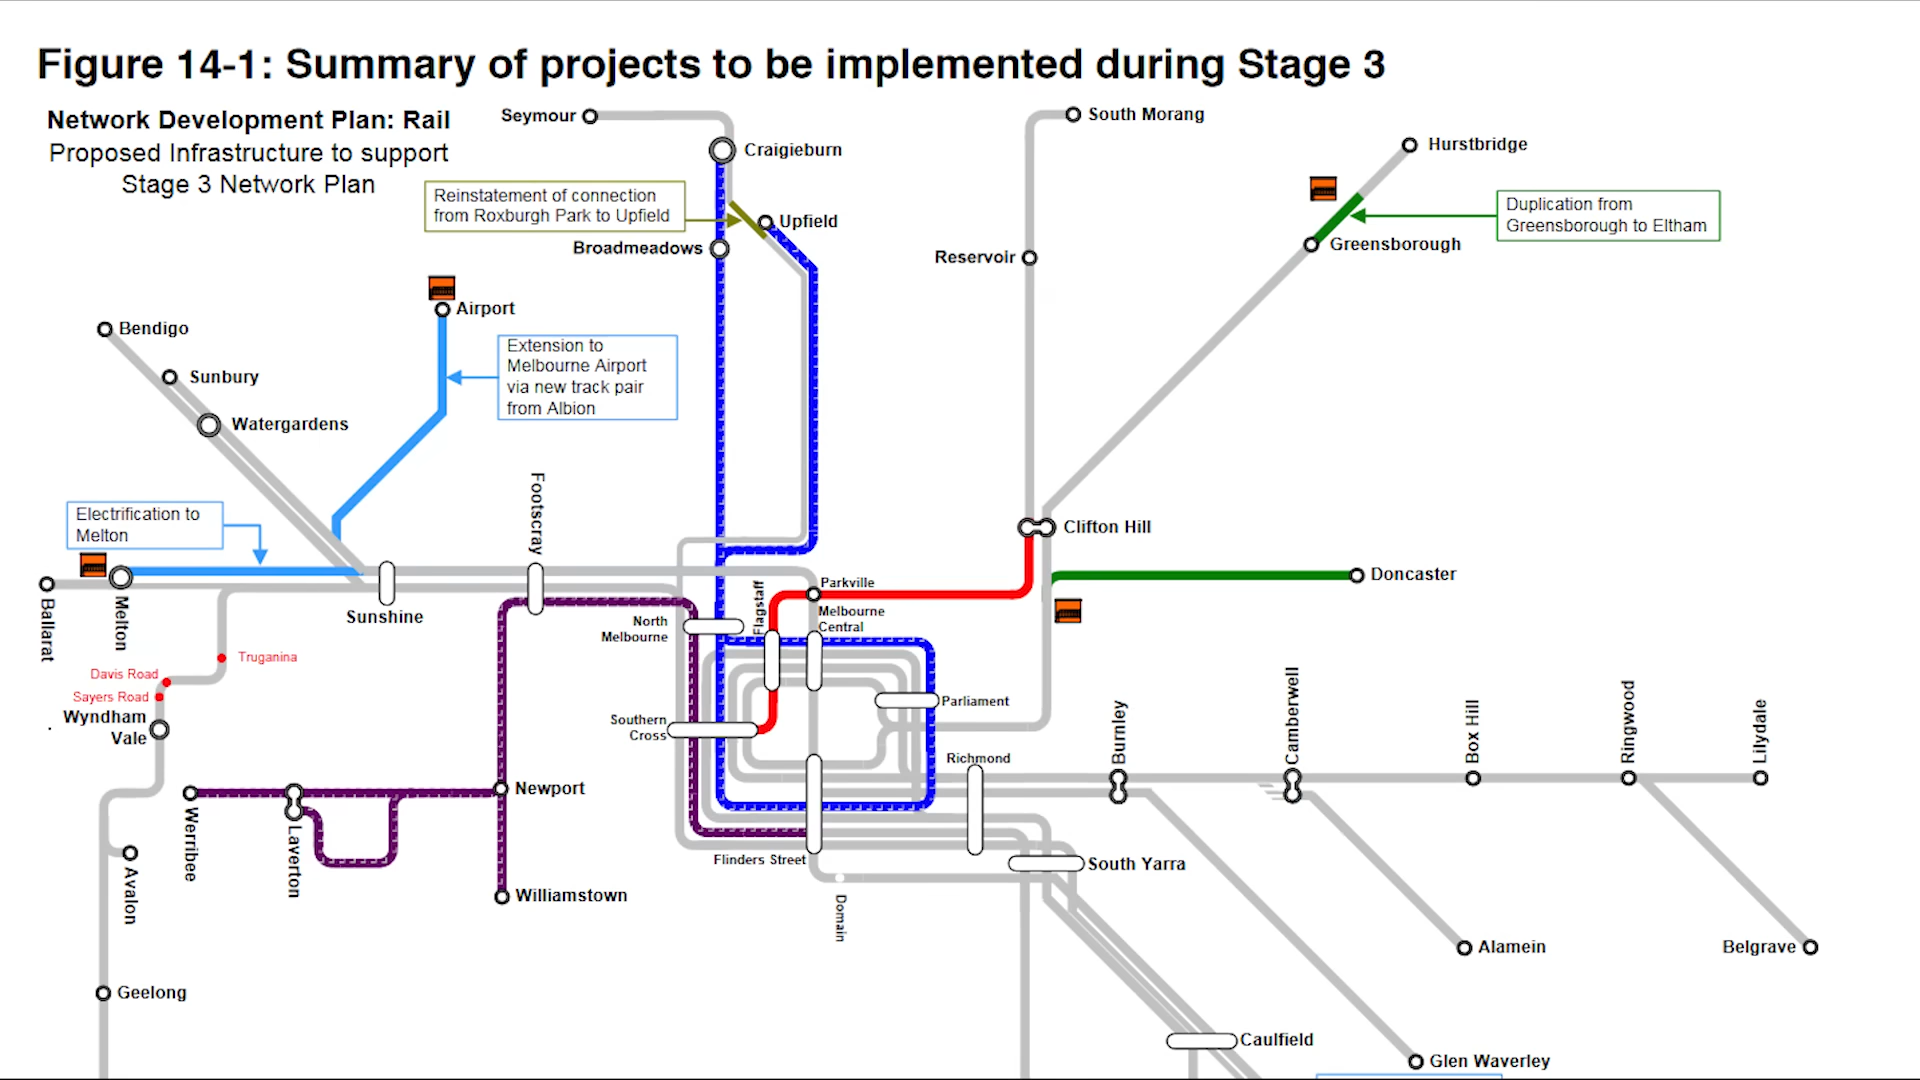 Figure 14-1: Summary of projects to be implemented during Stage 3
Network Development Plan: Rail
Proposed Infrastructure to support
Stage 3 Network Plan
Seymour
Craigieburn
South Morang
Hurstbridge
Reinstatement of connection
from Roxburgh Park to Upfield
Upfield
Broadmeadows
Reservoir
Greensborough
Duplication from
Greensborough to Eltham
Airport
Bendigo
Sunbury
Watergardens
Extension to
Melbourne Airport
via new track pair
from Albion
Electrification to
Melton
Footscray
Clifton Hill
Doncaster
Ballarat
Melton
Sunshine
Flagstaff
Parkville
Melbourne
Central
North
Melbourne
Truganina
Davis Road
Sayers Road
Wyndham
Vale
Southern
Cross
Parliament
Richmond
Burnley
Camberwell
Box Hill
Ringwood
Lilydale
Werribee
Laverton
Newport
Flinders Street
South Yarra
Avalon
Williamstown
Domain
Alamein
Belgrave
Geelong
Caulfield
Glen Waverley